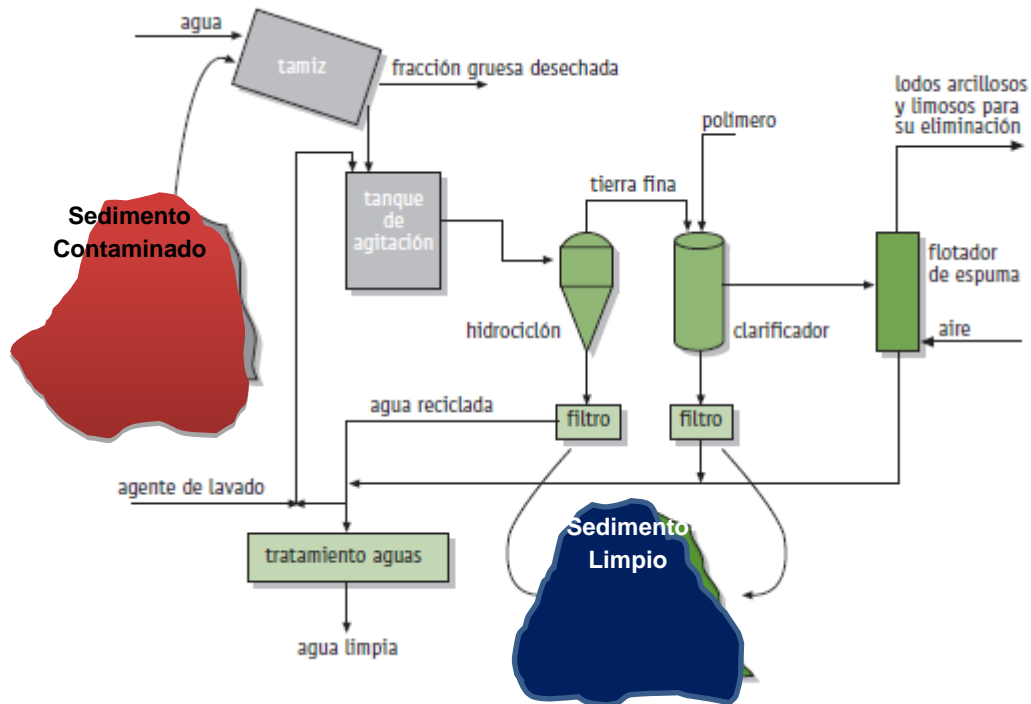 agua
tamiz
fracción gruesa desechada
lodos arcillosos
y limosos para
su eliminación
polímero
tierra fina
tanque
de
agitación
Sedimento
Contaminado
flotador
de espuma
hidrociclón
clarificador
aire
agua reciclada
filtro
filtro
agente de lavado
Sedimento
Limpio
tratamiento aguas
agua limpia